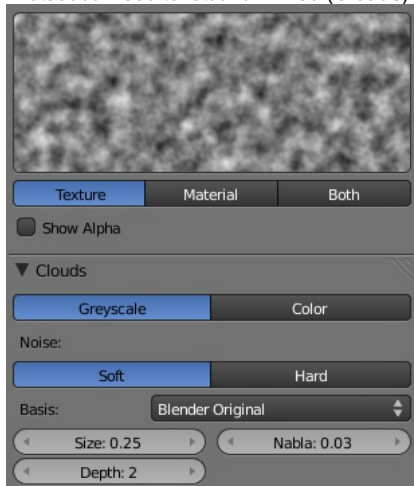 Texture Material Both
Show Alpha
Clouds
Greyscale Color
Noise:
Soft Hard
Basis: Blender Original
Size: 0.25 Nabla: 0.03
Depth: 2